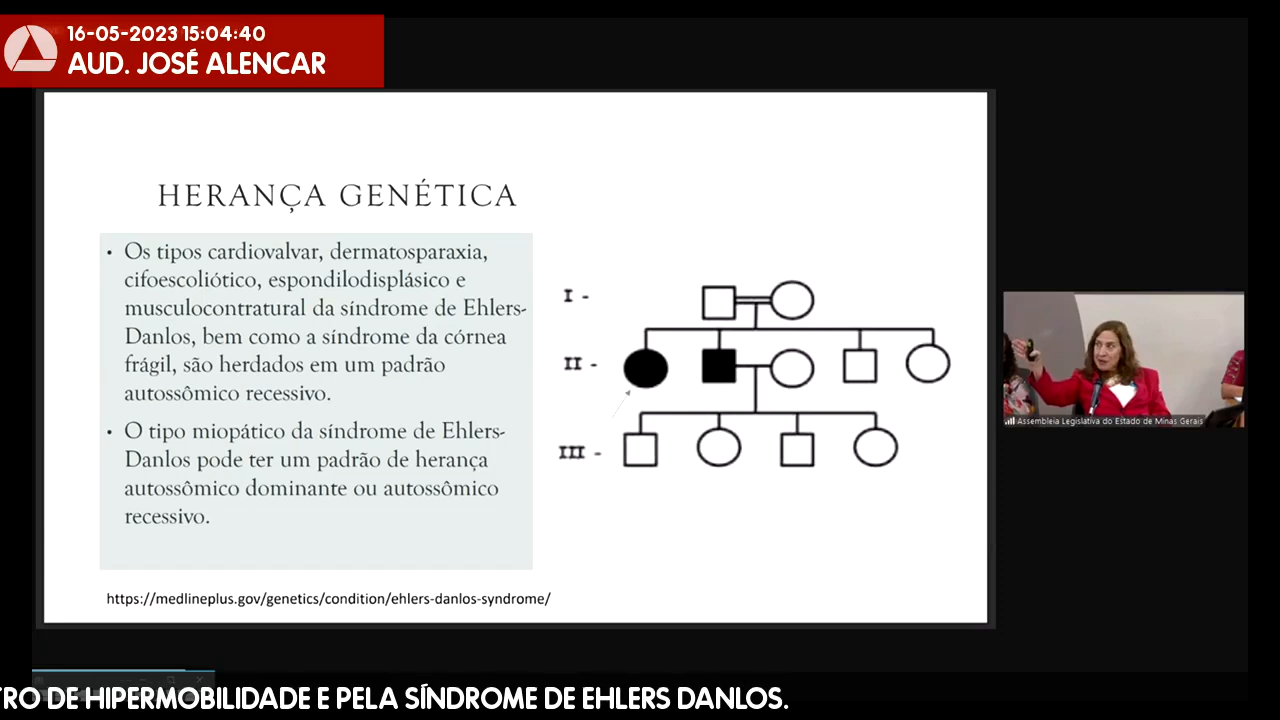 16-05-2023 15:04:40
AUD. JOSÉ ALENCAR
HERANÇA GENÉTICA
• Os tipos cardiovalvar, dermatosparaxia,
cifoescoliótico, espondilodisplásico e
musculocontratural da síndrome de Ehlers-
Danlos, bem como a síndrome da córnea
frágil, são herdados em um padrão
autossômico recessivo.
• O tipo miopático da síndrome de Ehlers-
Danlos pode ter um padrão de herança
autossômico dominante ou autossômico
recessivo.
I -
II -
III -
https://medlineplus.gov/genetics/condition/ehlers-danlos-syndrome/
Assembleia Legislativa do Estado de Minas Gerais
TRO DE HIPERMOBILIDADE E PELA SÍNDROME DE EHLERS DANLOS.